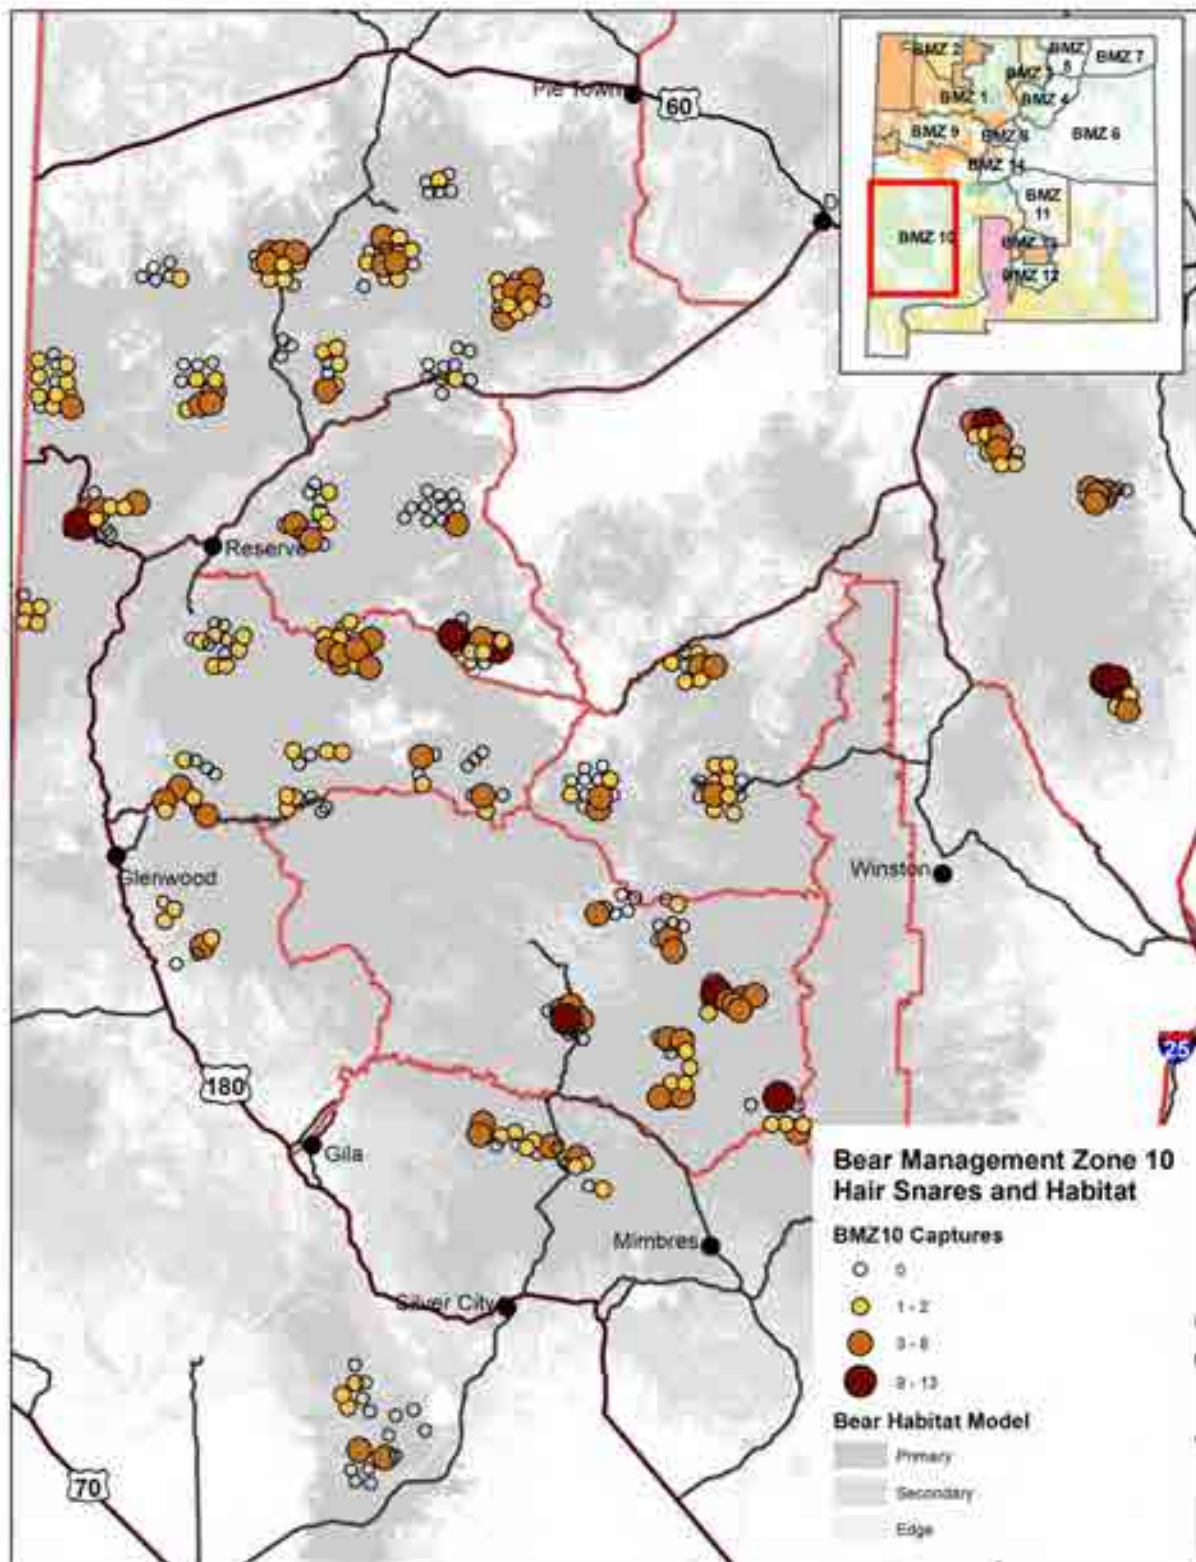 BMZ 2
BMZ
5
BMZ 7
BMZ 1
BMZ 4
BMZ 9
BMZ 8
BMZ 6
BMZ 14
BMZ
11
BMZ 10
BMZ 12
Pie Town
60
D
Reserve
Glenwood
Winston
25
180
Gila
Mimbres
Silver City
70
Bear Management Zone 10
Hair Snares and Habitat
BMZ10 Captures
0
1 - 2
3 - 8
9 - 13
Bear Habitat Model
Primary
Secondary
Edge